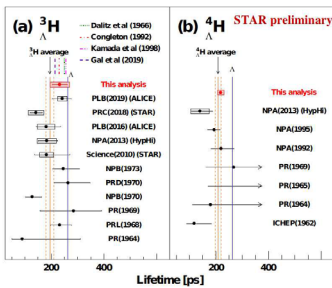 (a) ³ΛH
Dalitz et al (1966)
Congleton (1992)
Kamada et al (1998)
Gal et al (2019)
³ΛH average
Λ
This analysis
PLB(2019) (ALICE)
PRC(2018) (STAR)
PLB(2016) (ALICE)
NPA(2013) (HypHI)
Science(2010) (STAR)
NPB(1973)
PRD(1970)
NPB(1970)
PR(1969)
PRL(1968)
PR(1964)
200
400
(b) ⁴ΛH
STAR preliminary
⁴ΛH average
Λ
This analysis
NPA(2013) (HypHI)
NPA(1995)
NPA(1992)
PR(1969)
PR(1965)
PR(1964)
ICHEP(1962)
200
400
Lifetime [ps]